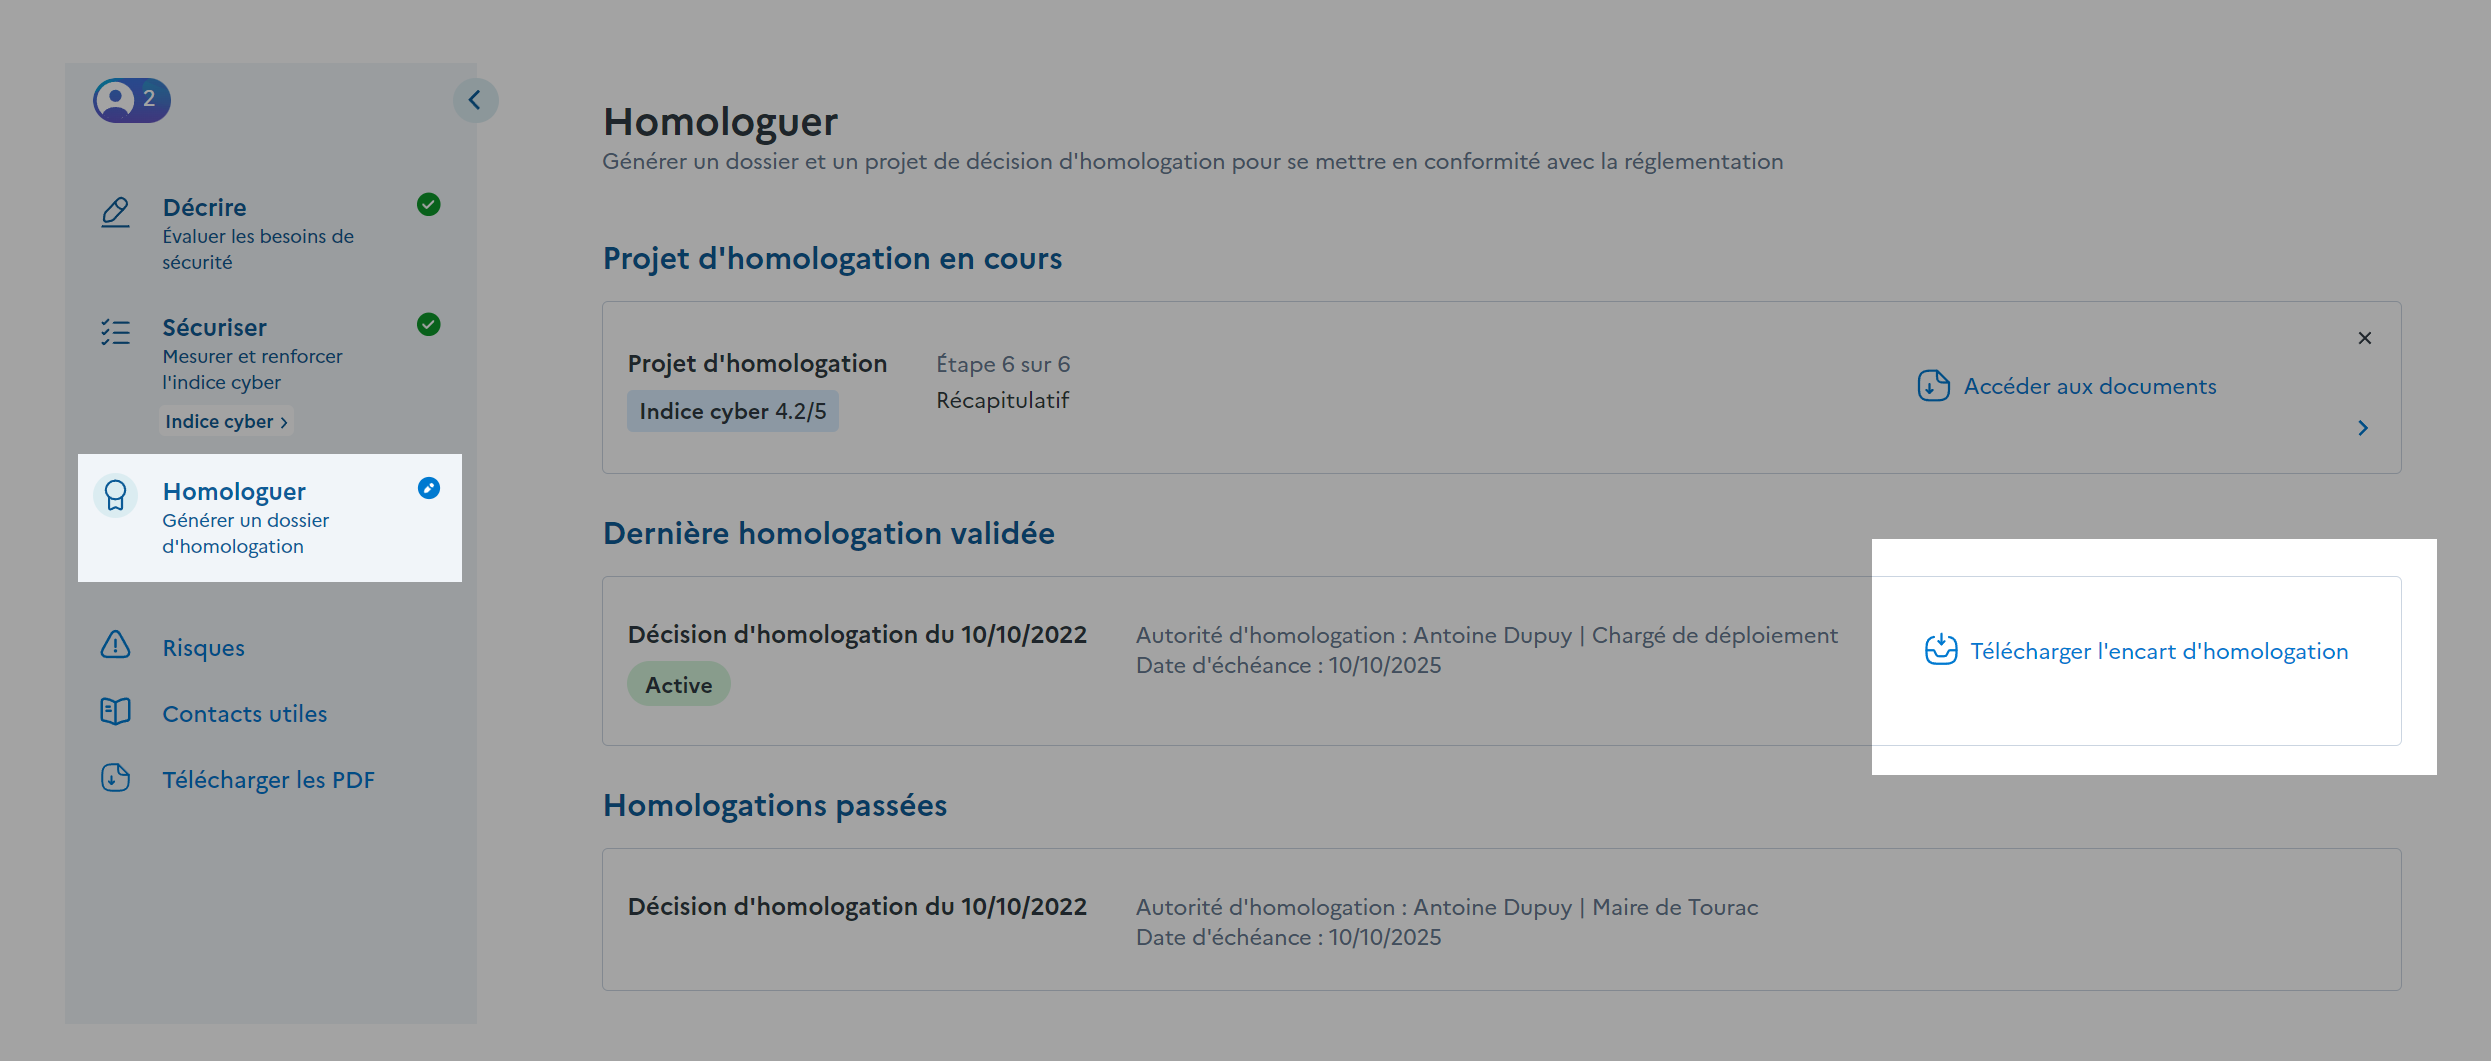 2
Décrire
Évaluer les besoins de
sécurité
Sécuriser
Mesurer et renforcer
l'indice cyber
Indice cyber
Homologuer
Générer un dossier
d'homologation
Risques
Contacts utiles
Télécharger les PDF
Homologuer
Générer un dossier et un projet de décision d'homologation pour se mettre en conformité avec la réglementation
Projet d'homologation en cours
Projet d'homologation
Indice cyber 4.2/5
Étape 6 sur 6
Récapitulatif
Accéder aux documents
Dernière homologation validée
Décision d'homologation du 10/10/2022
Active
Autorité d'homologation : Antoine Dupuy | Chargé de déploiement
Date d'échéance : 10/10/2025
Télécharger l'encart d'homologation
Homologations passées
Décision d'homologation du 10/10/2022
Autorité d'homologation : Antoine Dupuy | Maire de Tourac
Date d'échéance : 10/10/2025